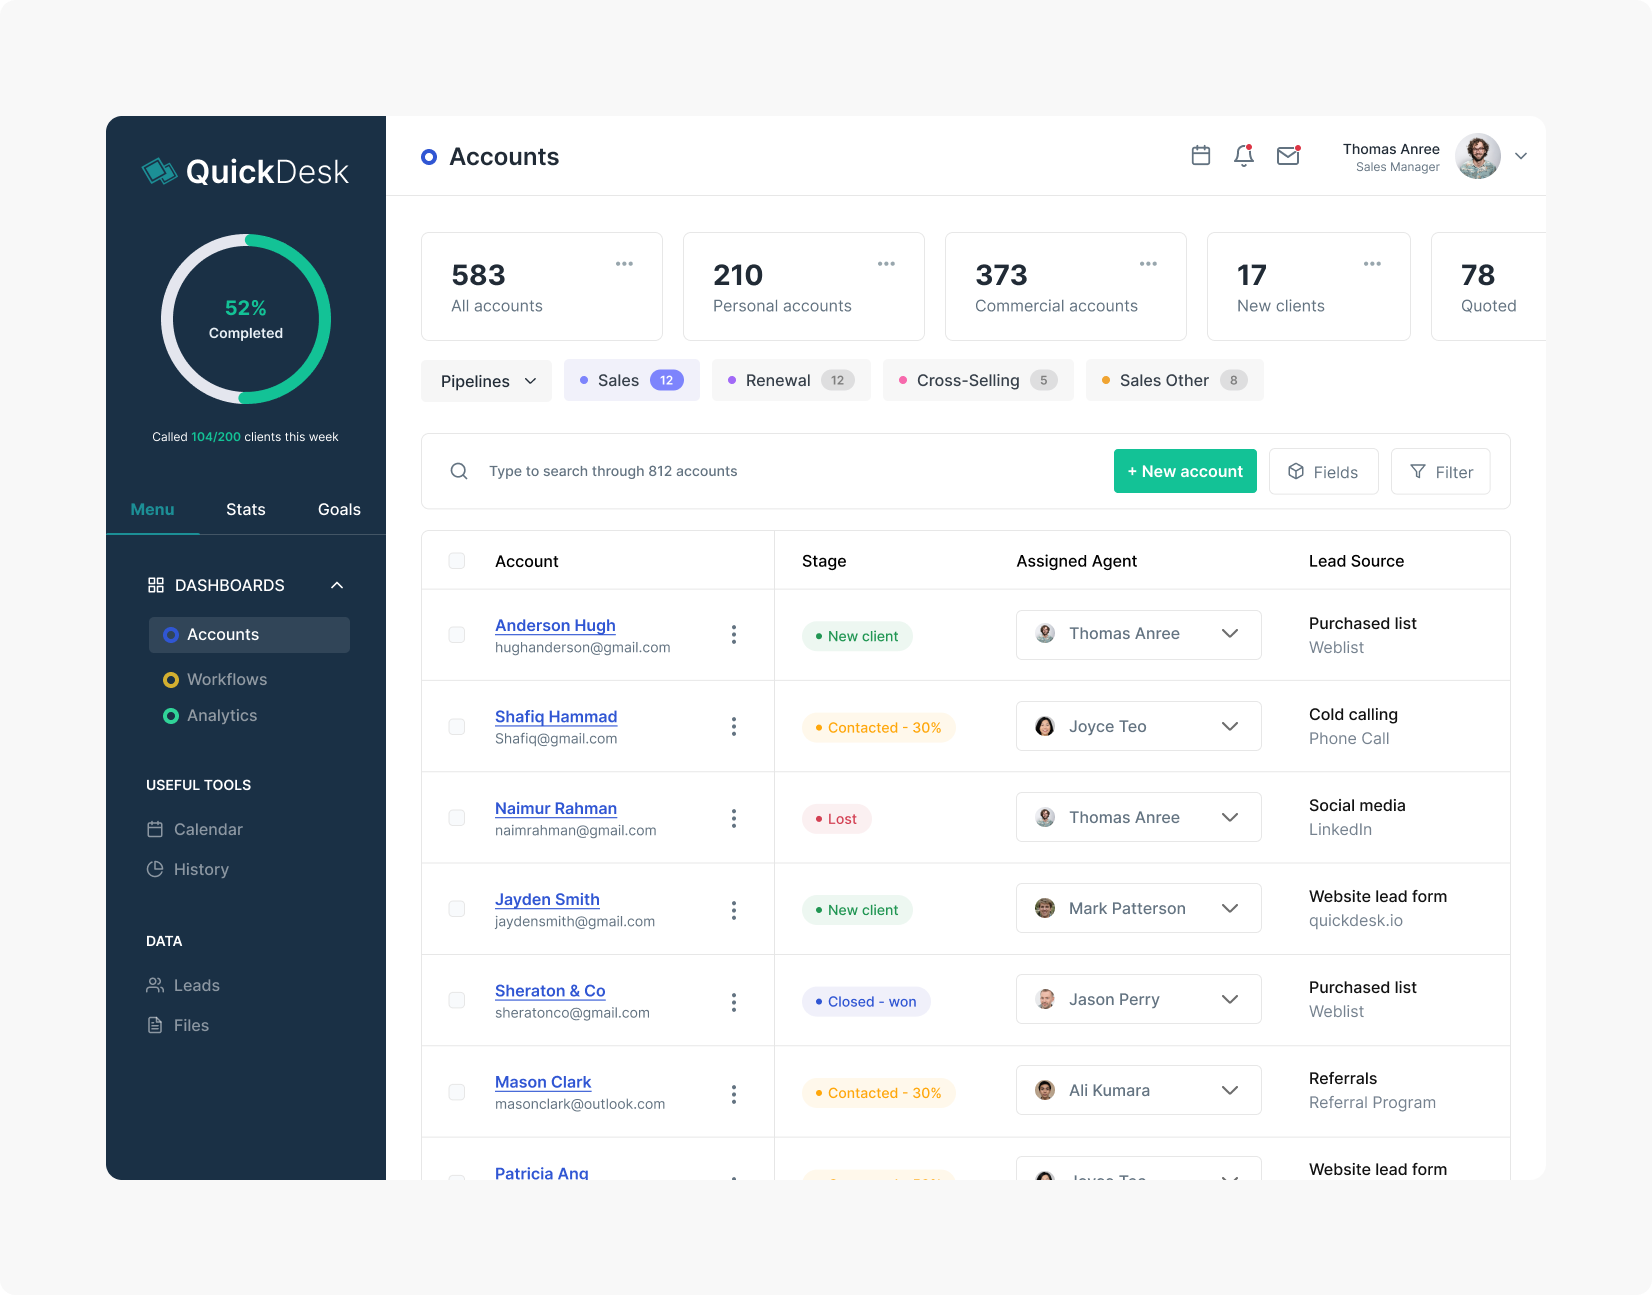 QuickDesk
52%
Completed
Called 104/200 clients this week
Menu Stats Goals
DASHBOARDS
Accounts
Workflows
Analytics
USEFUL TOOLS
Calendar
History
DATA
Leads
Files
Accounts
Thomas Anree
Sales Manager
583
All accounts
210
Personal accounts
373
Commercial accounts
17
New clients
78
Quoted
Pipelines
Sales 12
Renewal 12
Cross-Selling 5
Sales Other 8
Type to search through 812 accounts
+ New account
Fields
Filter
Account Stage Assigned Agent Lead Source
Anderson Hugh
hughanderson@gmail.com
New client
Thomas Anree
Purchased list
Weblist
Shafiq Hammad
Shafiq@gmail.com
Contacted - 30%
Joyce Teo
Cold calling
Phone Call
Naimur Rahman
naimrahman@gmail.com
Lost
Thomas Anree
Social media
LinkedIn
Jayden Smith
jaydensmith@gmail.com
New client
Mark Patterson
Website lead form
quickdesk.io
Sheraton & Co
sheratonco@gmail.com
Closed - won
Jason Perry
Purchased list
Weblist
Mason Clark
masonclark@outlook.com
Contacted - 30%
Ali Kumara
Referrals
Referral Program
Patricia Ang
Joyce Teo
Website lead form